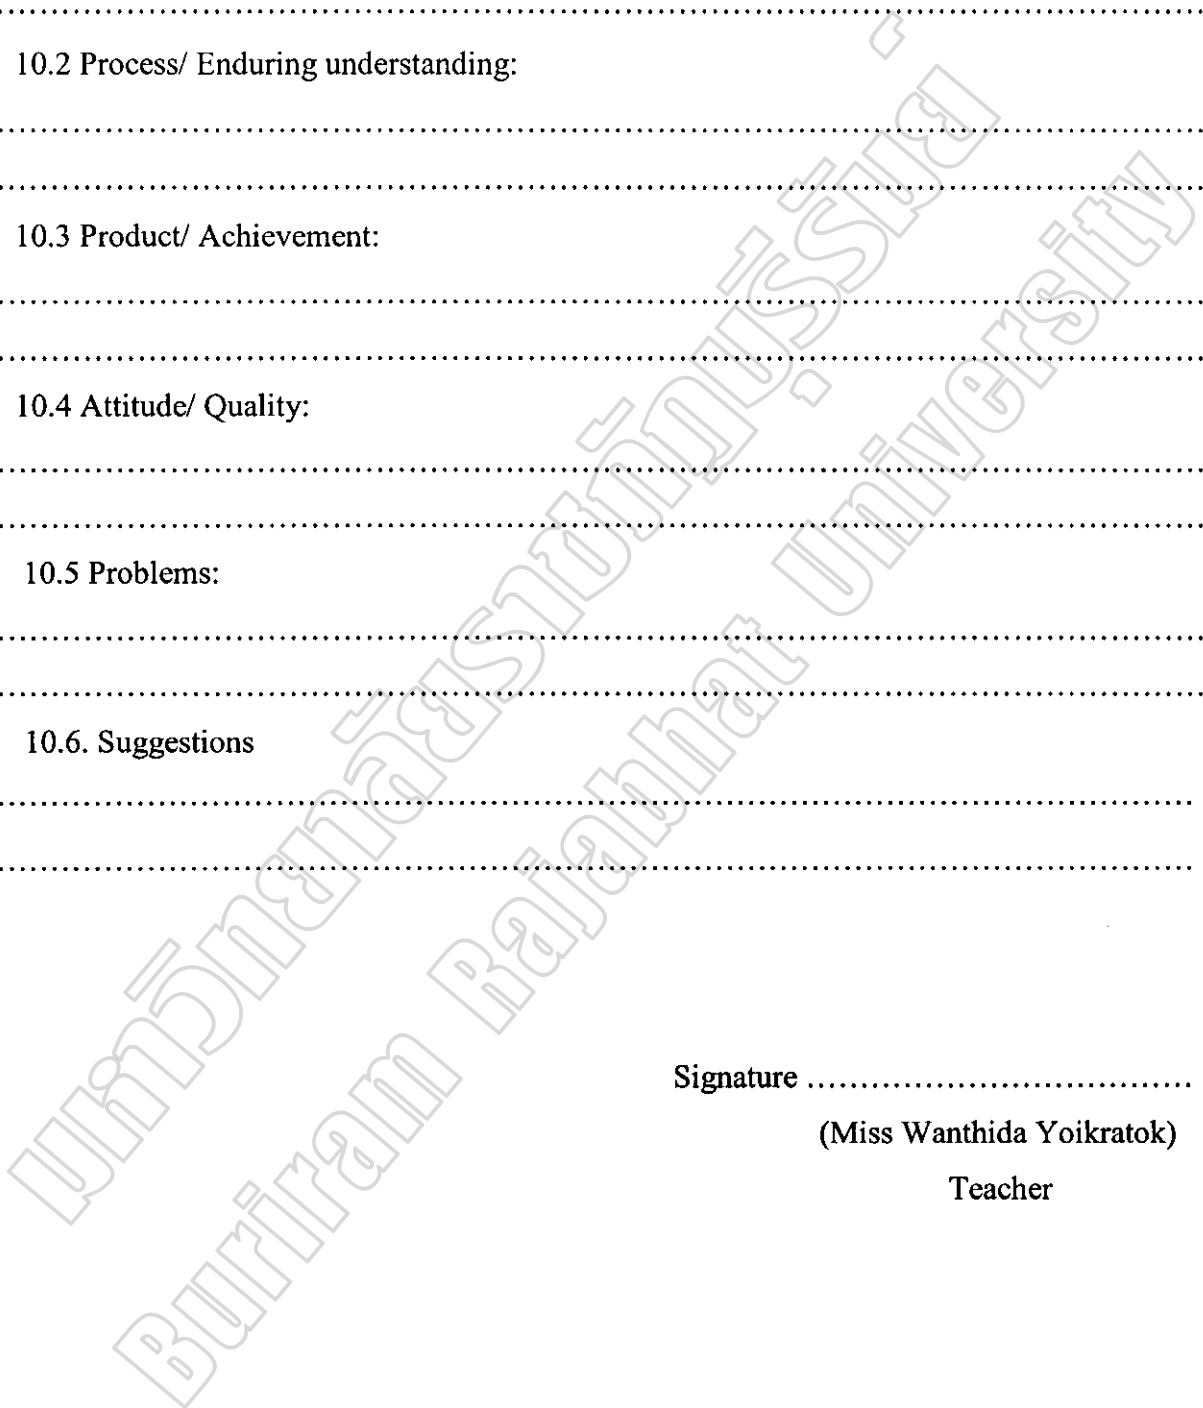 ........................................................................
10.2 Process/ Enduring understanding:
........................................................................
........................................................................
10.3 Product/ Achievement:
........................................................................
........................................................................
10.4 Attitude/ Quality:
........................................................................
........................................................................
10.5 Problems:
........................................................................
........................................................................
10.6. Suggestions
........................................................................
........................................................................
Signature ....................................
(Miss Wanthida Yoikratok)
Teacher
มหาวิทยาลัยราชภัฏบุรีรัมย์
Buriram Rajabhat University